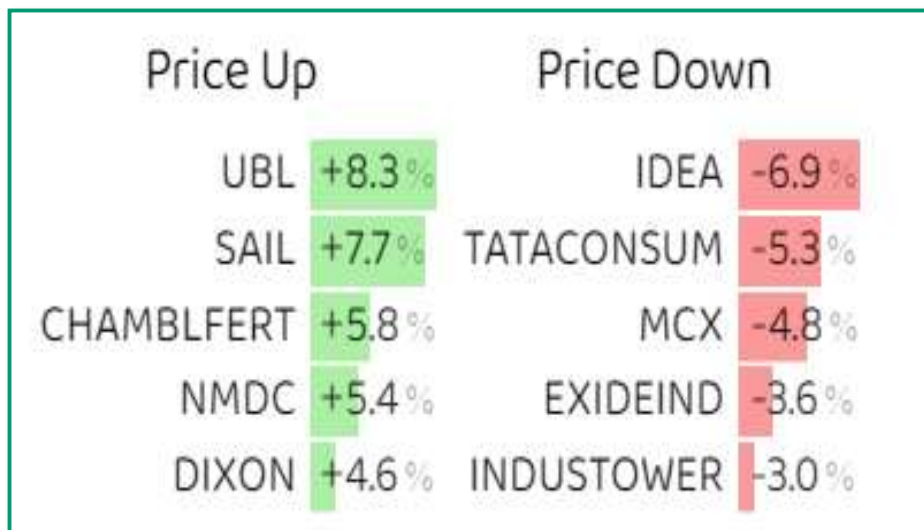 Price Up
UBL +8.3 %
SAIL +7.7 %
CHAMBLFERT +5.8 %
NMDC +5.4 %
DIXON +4.6 %
Price Down
IDEA -6.9 %
TATACONSUM -5.3 %
MCX -4.8 %
EXIDEIND -3.6 %
INDUSTOWER -3.0 %